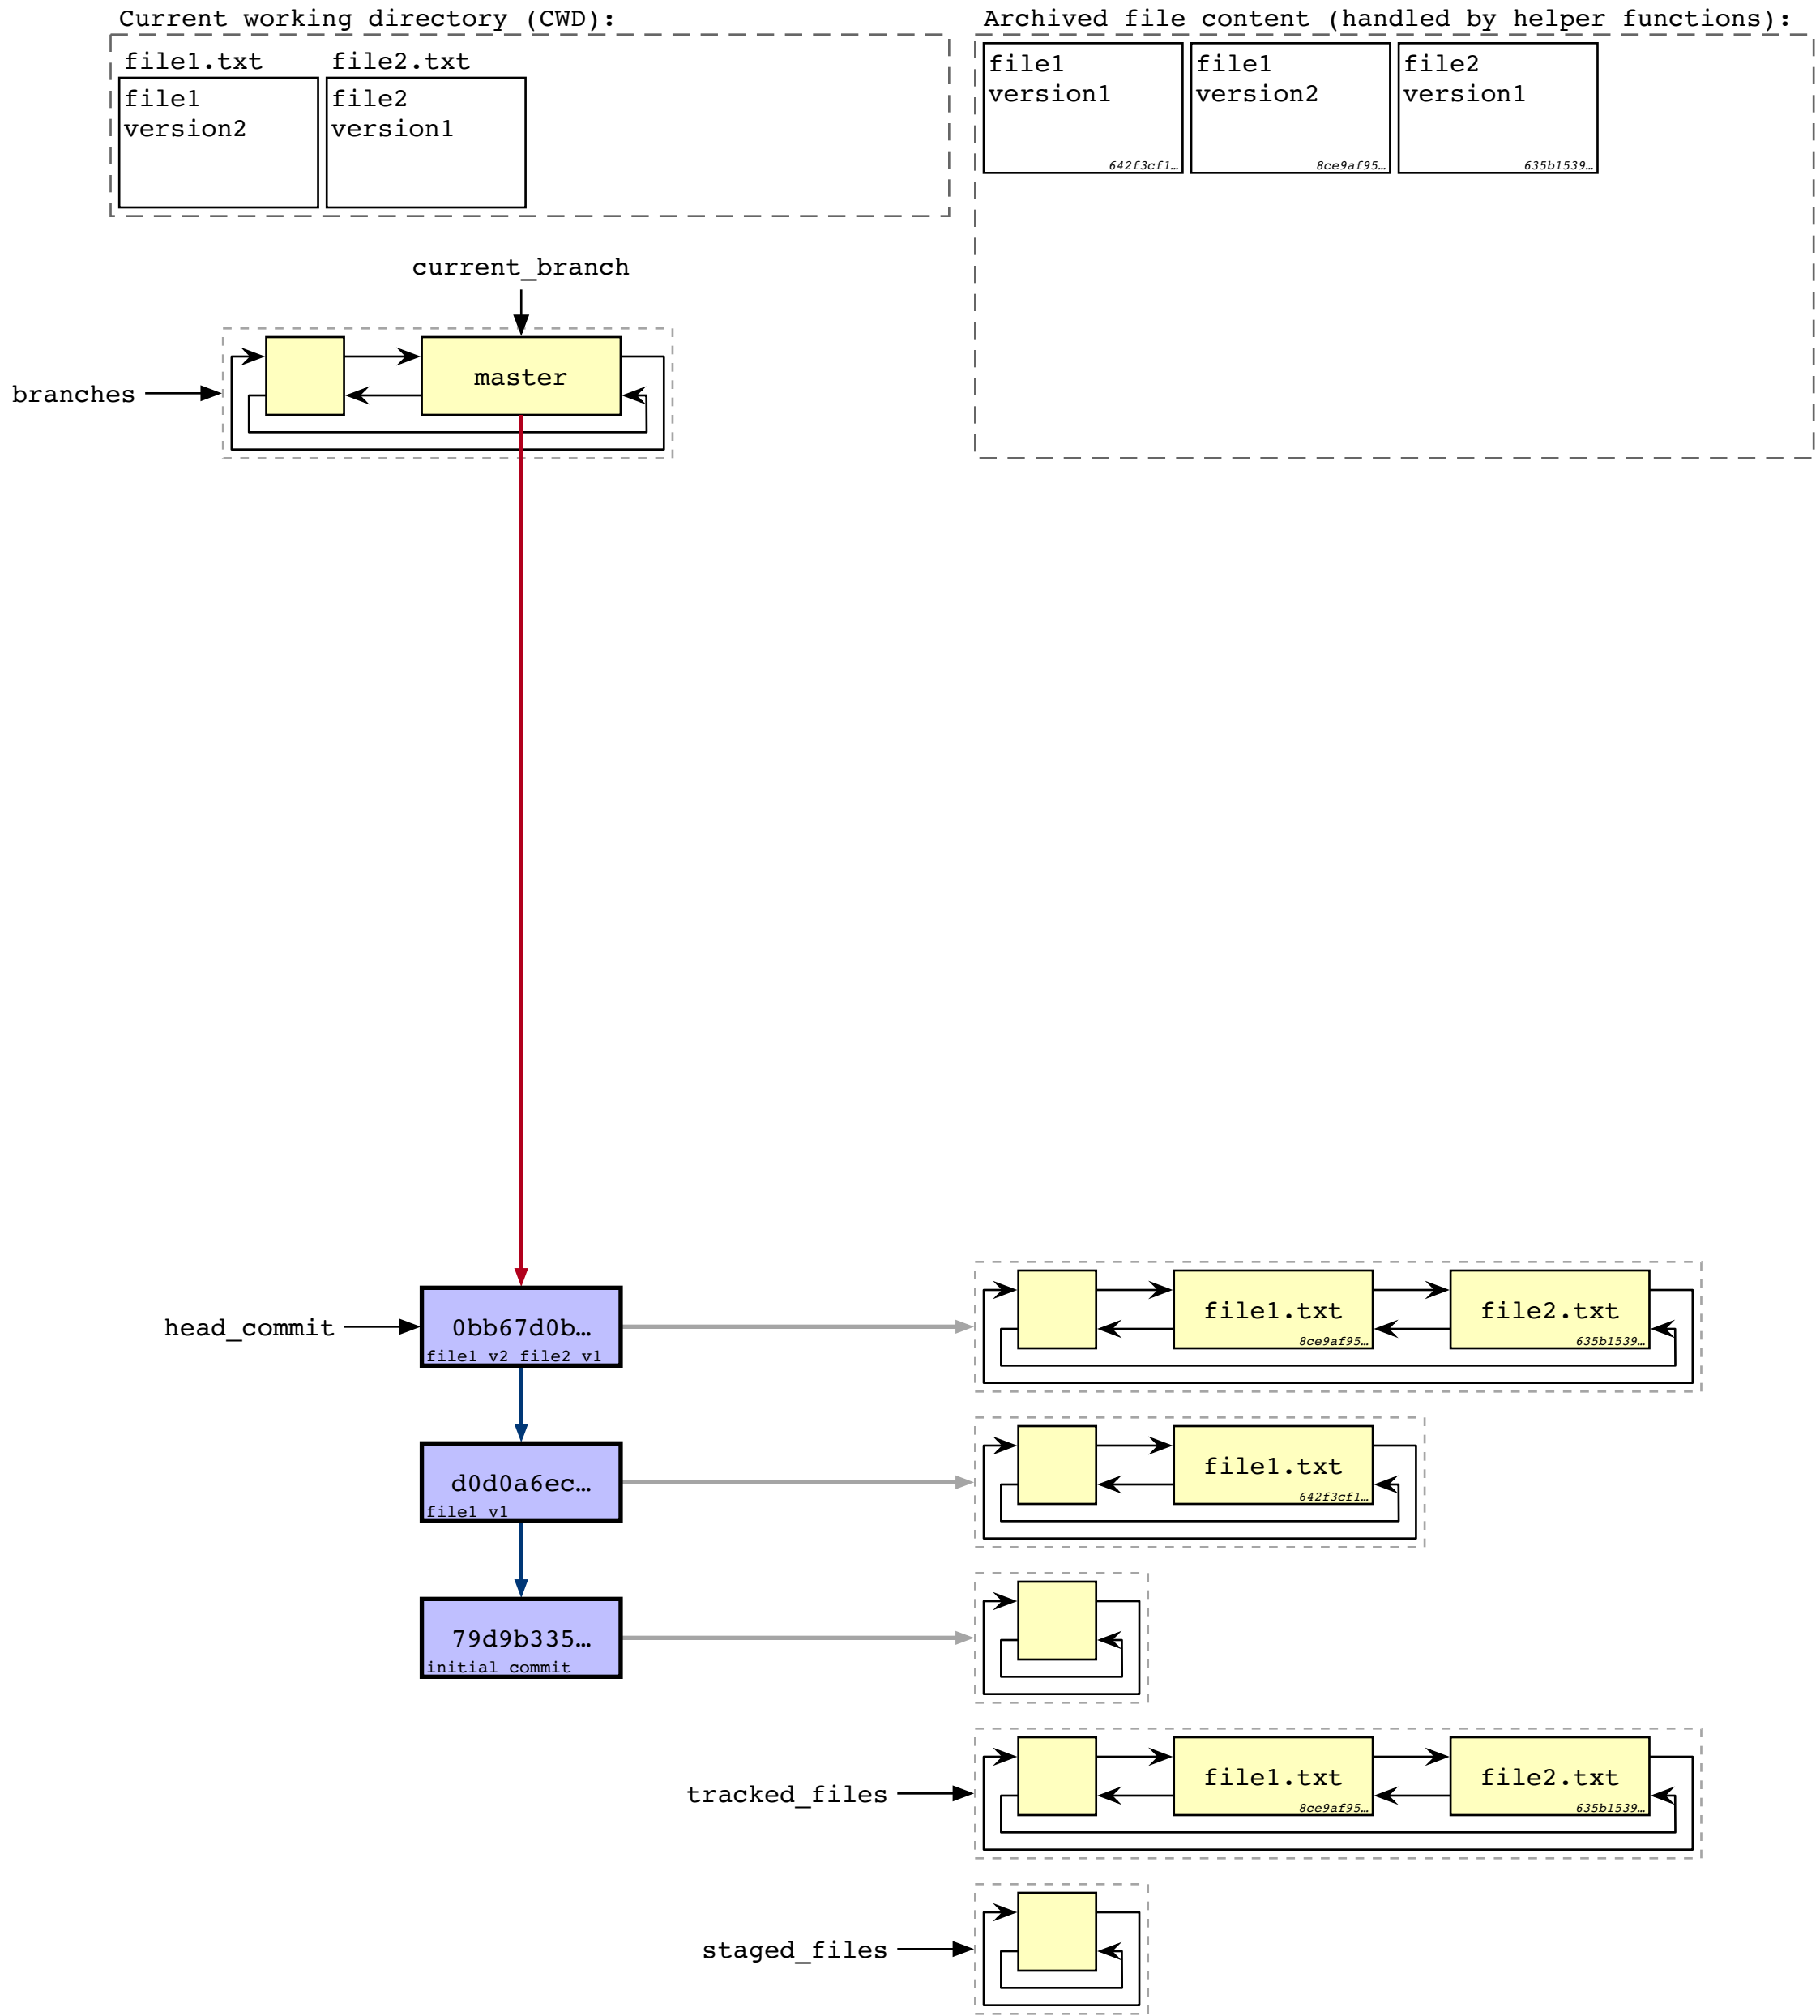 Current working directory (CWD):
file1.txt
file2.txt
file1
version2
file2
version1
Archived file content (handled by helper functions):
file1
version1
642f3cf1…
file1
version2
8ce9af95…
file2
version1
635b1539…
current_branch
branches
master
head_commit
0bb67d0b…
file1 v2 file2 v1
file1.txt
8ce9af95…
file2.txt
635b1539…
d0d0a6ec…
file1 v1
file1.txt
642f3cf1…
79d9b335…
initial commit
tracked_files
file1.txt
8ce9af95…
file2.txt
635b1539…
staged_files